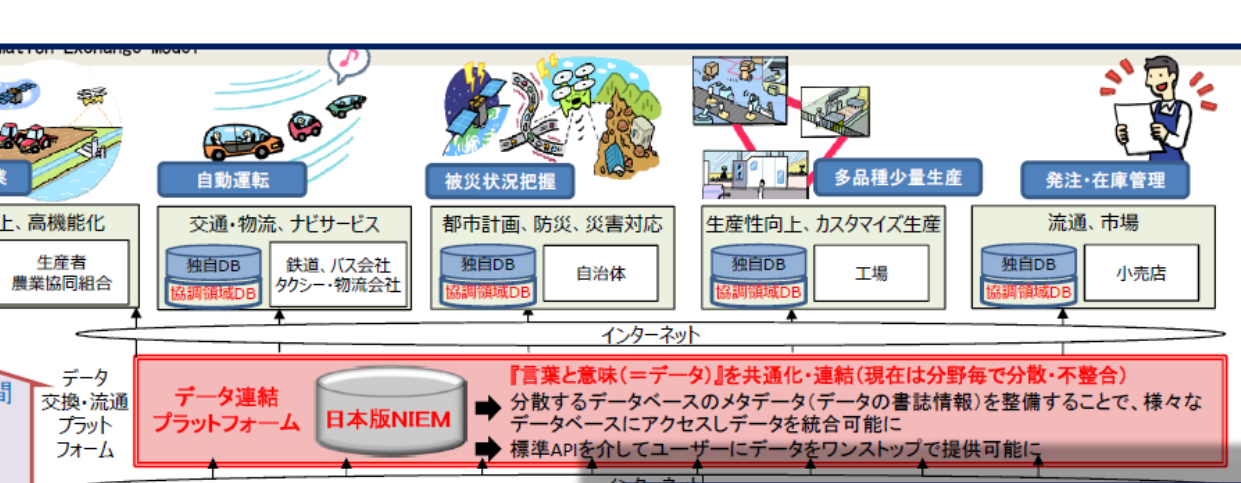 mation Exchange Model
業
自動運転
被災状況把握
多品種少量生産
発注・在庫管理
上、高機能化
生産者
農業協同組合
交通・物流、ナビサービス
独自DB
協調領域DB
鉄道、バス会社
タクシー・物流会社
都市計画、防災、災害対応
独自DB
協調領域DB
自治体
生産性向上、カスタマイズ生産
独自DB
協調領域DB
工場
流通、市場
独自DB
協調領域DB
小売店
インターネット
間
データ
交換・流通
プラット
フォーム
データ連結
プラットフォーム
日本版NIEM
『言葉と意味(=データ)』を共通化・連結(現在は分野毎で分散・不整合)
➡ 分散するデータベースのメタデータ(データの書誌情報)を整備することで、様々な
データベースにアクセスしデータを統合可能に
➡ 標準APIを介してユーザーにデータをワンストップで提供可能に